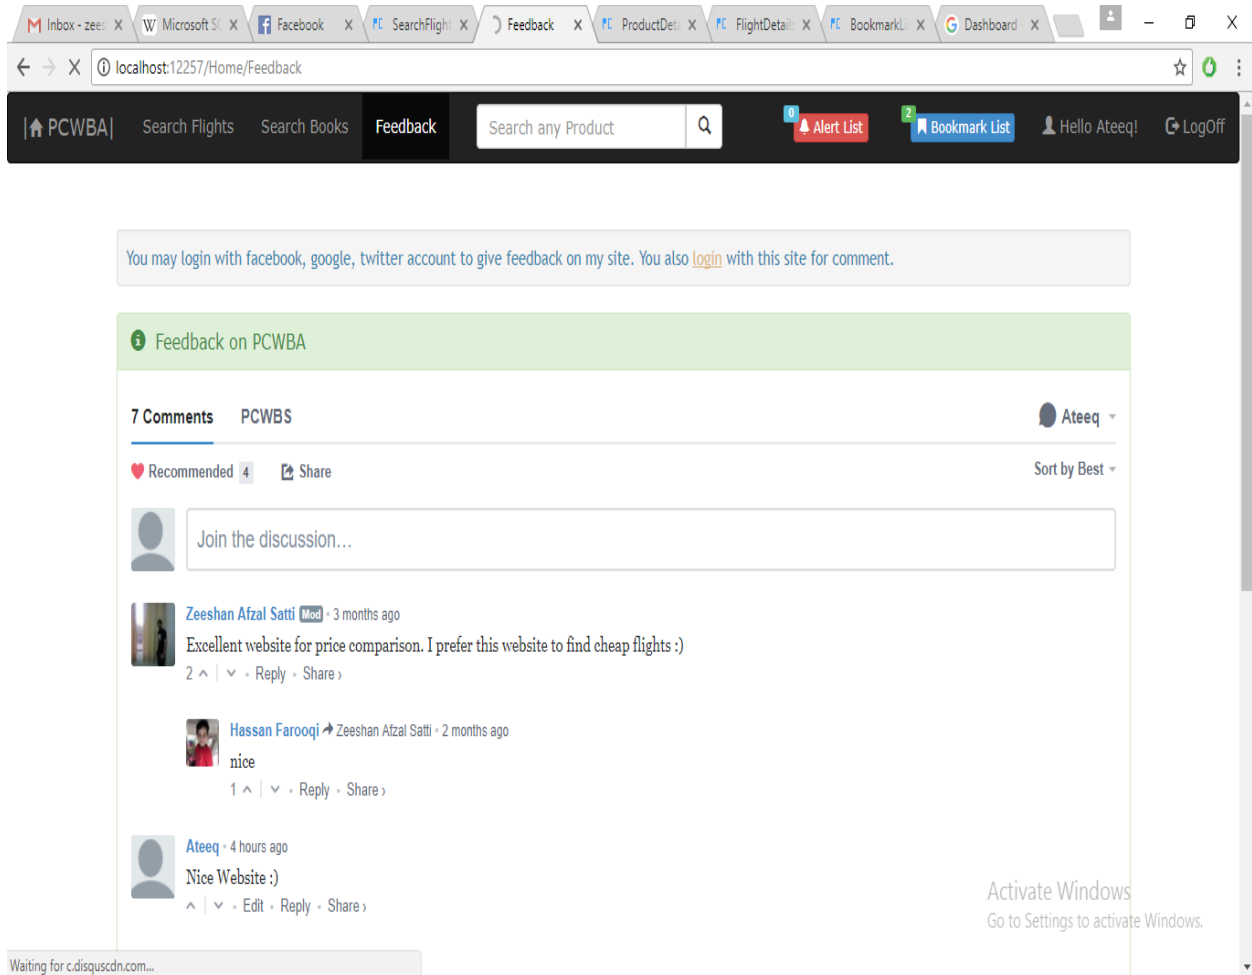 Inbox - zees
Microsoft SQ
Facebook
SearchFlight
Feedback
ProductDeta
FlightDetails
BookmarkLi
Dashboard
localhost:12257/Home/Feedback
PCWBA
Search Flights
Search Books
Feedback
Search any Product
0
Alert List
2
Bookmark List
Hello Ateeq!
LogOff
You may login with facebook, google, twitter account to give feedback on my site. You also login with this site for comment.
Feedback on PCWBA
7 Comments
PCWBS
Ateeq
Recommended 4
Share
Sort by Best
Join the discussion...
Zeeshan Afzal Satti Mod • 3 months ago
Excellent website for price comparison. I prefer this website to find cheap flights :)
2 • Reply • Share ›
Hassan Farooqi Zeeshan Afzal Satti • 2 months ago
nice
1 • Reply • Share ›
Ateeq • 4 hours ago
Nice Website :)
• Edit • Reply • Share ›
Activate Windows
Go to Settings to activate Windows.
Waiting for c.disquscdn.com...